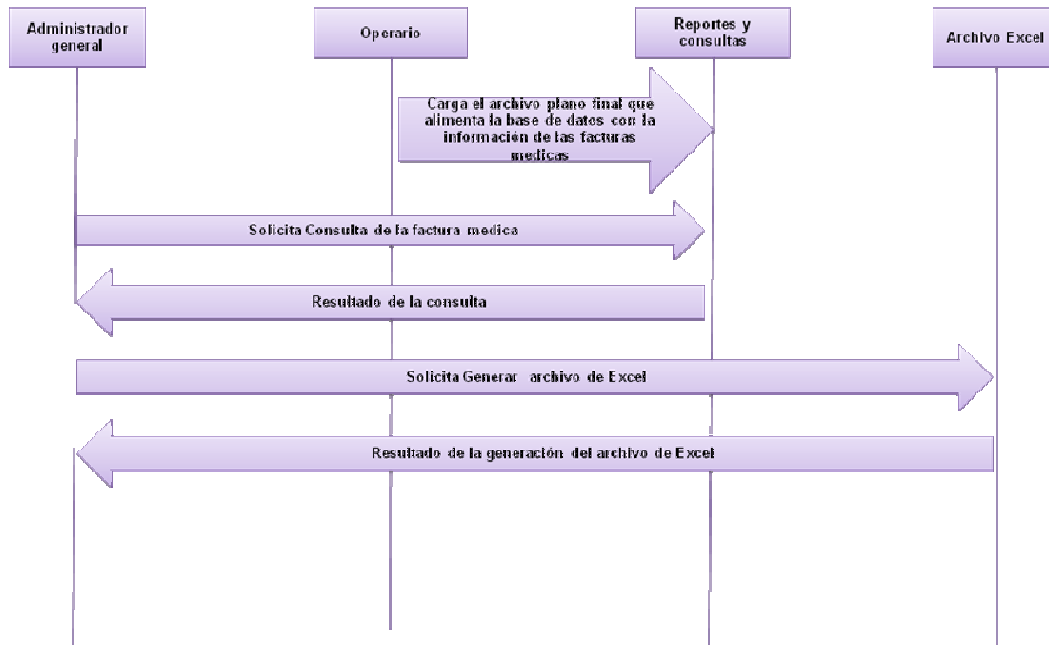 Administrador
general
Operario
Reportes y
consultas
Archivo Excel
Carga el archivo plano final que
alimenta la base de datos con la
información de las facturas
medicas
Solicita Consulta de la factura medica
Resultado de la consulta
Solicita Generar archivo de Excel
Resultado de la generación del archivo de Excel